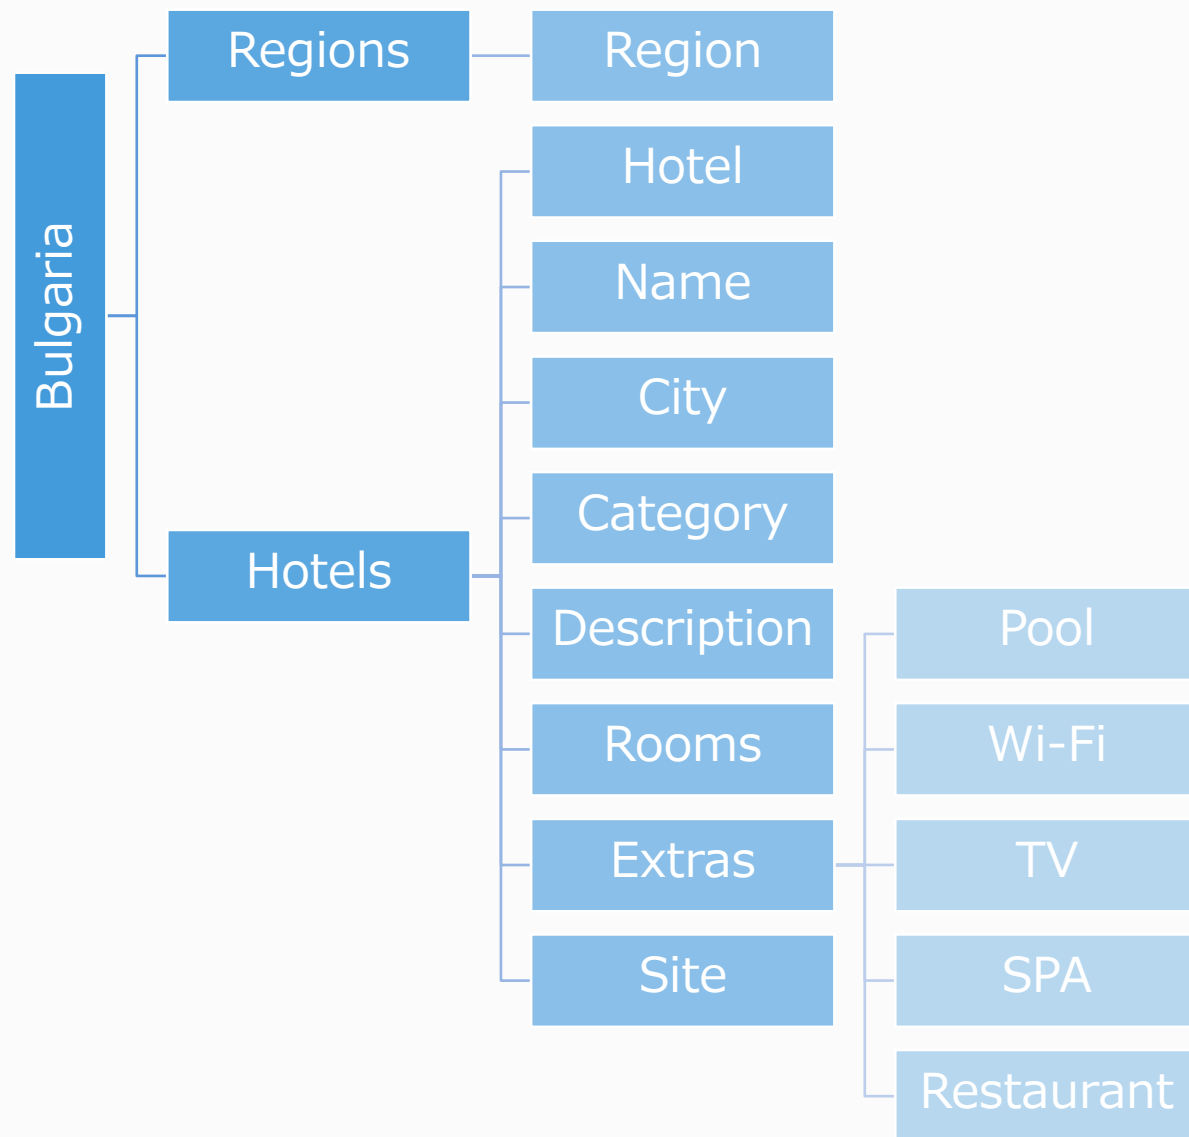 Bulgaria
Regions
Region
Hotels
Hotel
Name
City
Category
Description
Rooms
Extras
Site
Pool
Wi-Fi
TV
SPA
Restaurant